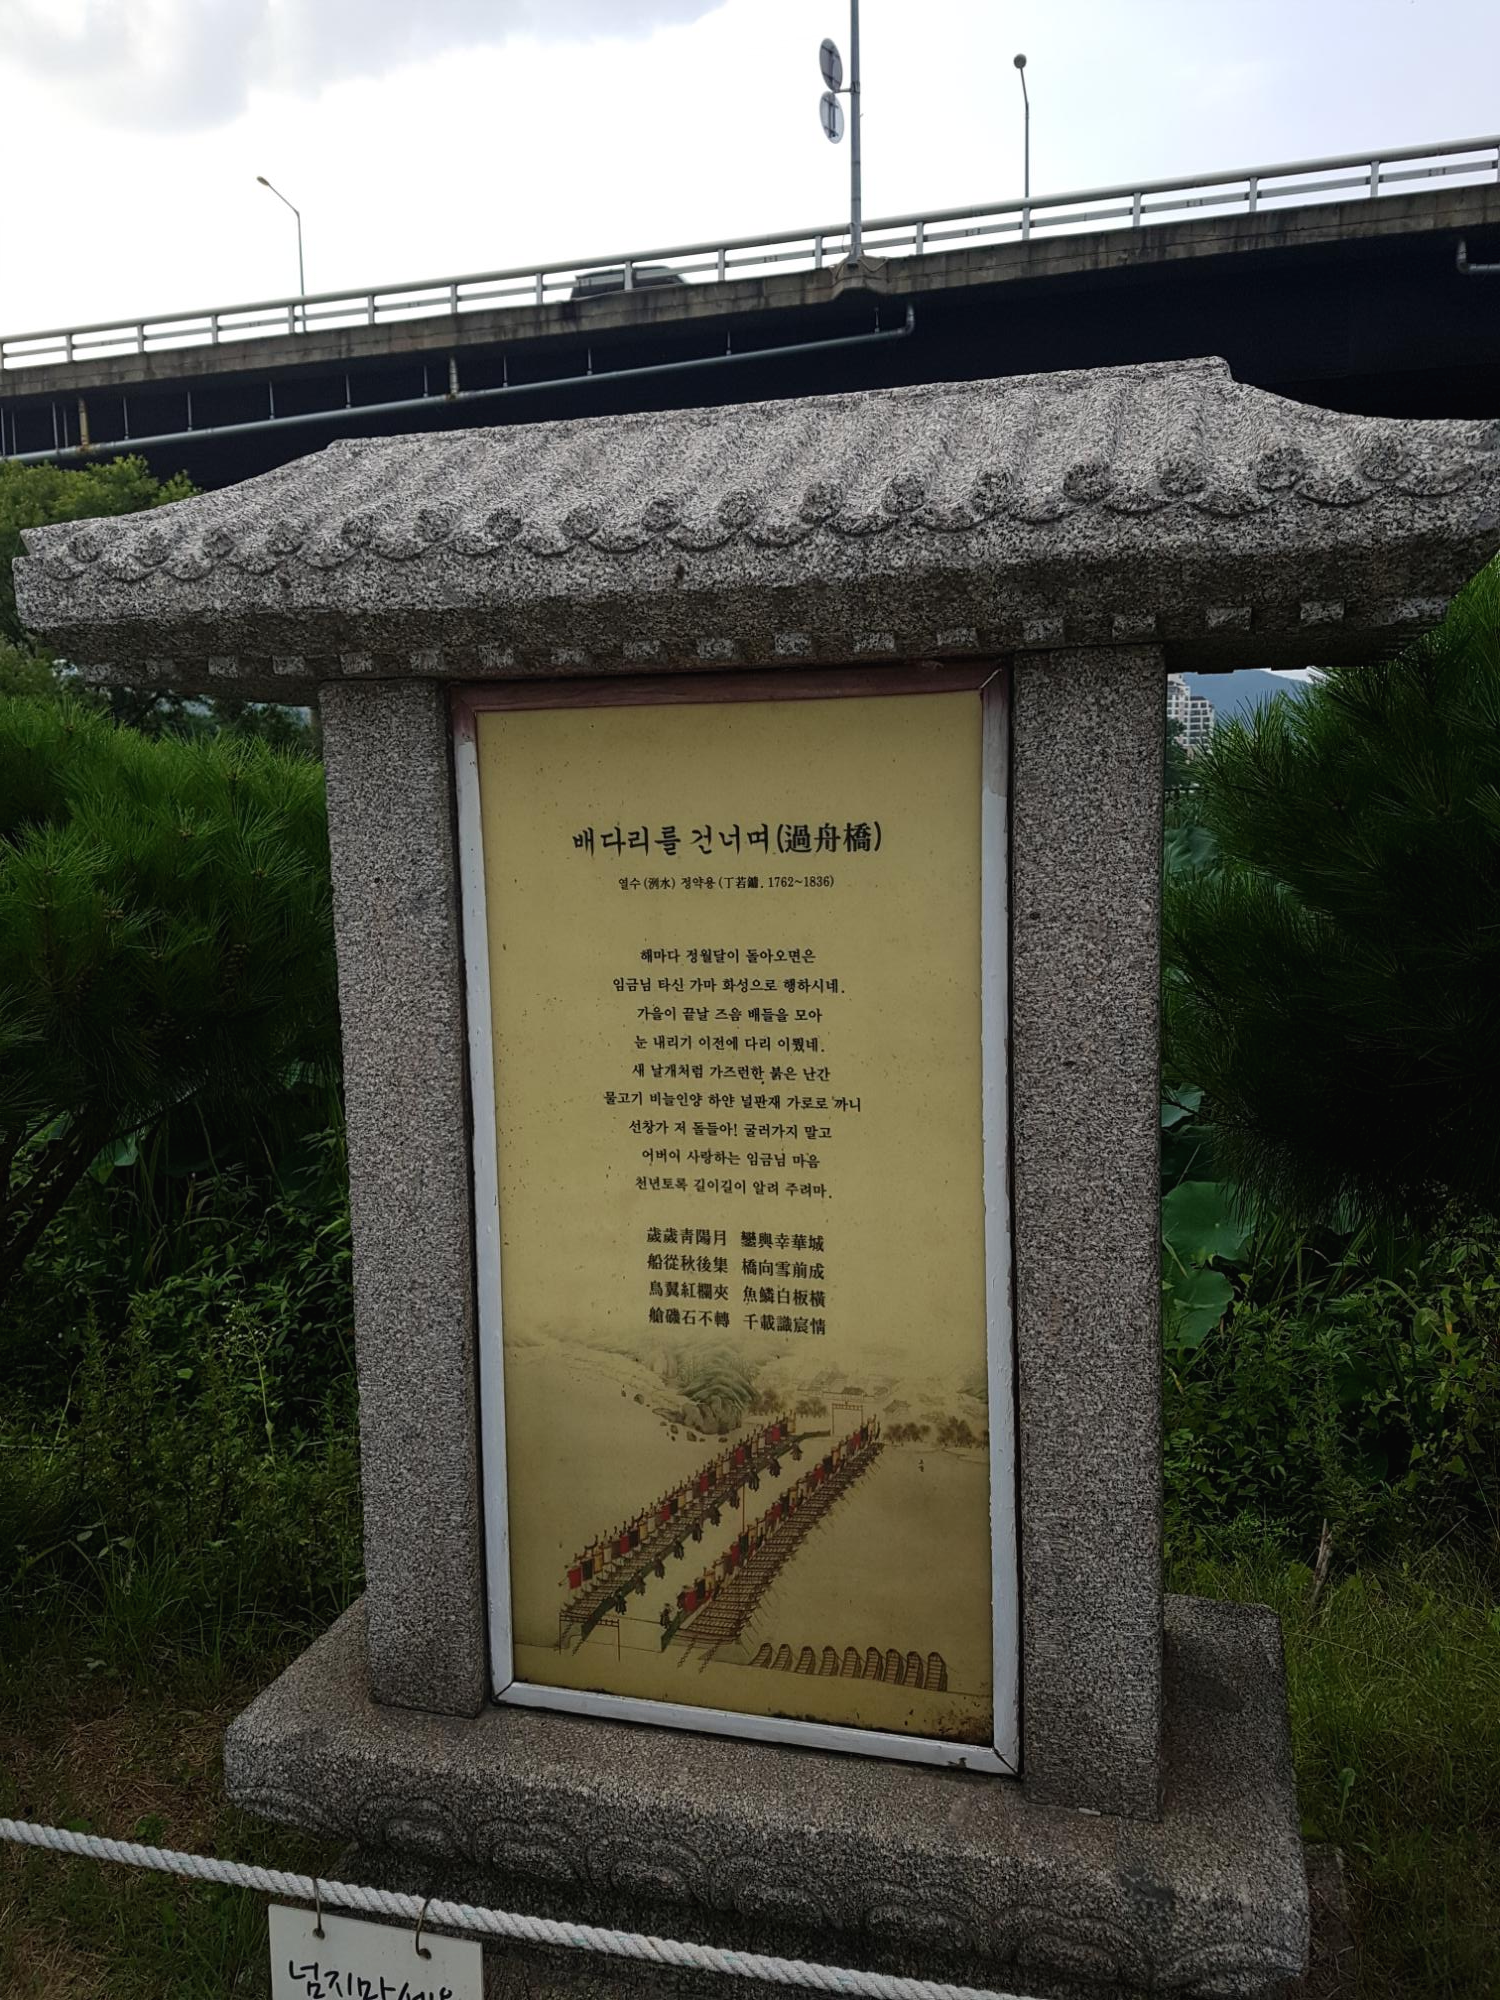 배다리를 건너며(過舟橋)
열수(洌水) 정약용(丁若鏞. 1762~1836)
해마다 정월달이 돌아오면은
임금님 타신 가마 화성으로 행하시네.
가을이 끝날 즈음 배들을 모아
눈 내리기 이전에 다리 이뤘네.
새 날개처럼 가즈런한 붉은 난간
물고기 비늘인양 하얀 널판재 가로로 까니
선창가 저 돌들아! 굴러가지 말고
어버이 사랑하는 임금님 마음
천년토록 길이길이 알려 주려마.
歲歲靑陽月 鑾輿幸華城
船從秋後集 橋向雪前成
鳥翼紅欄夾 魚鱗白板橫
艙磯石不轉 千載識宸情
넘지마세요